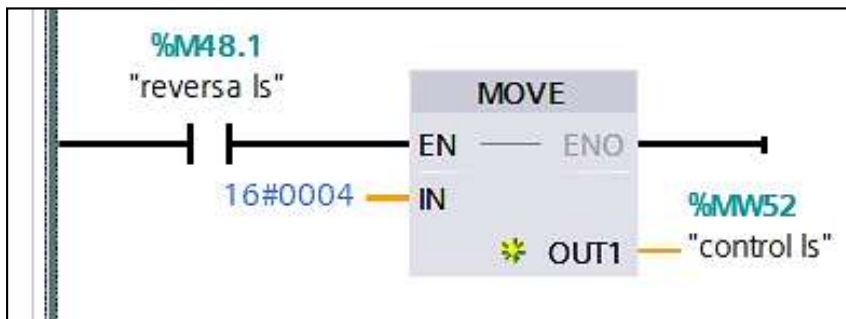 %M48.1
"reversa ls"
MOVE
EN
ENO
16#0004
IN
%MW52
OUT1
"control ls"